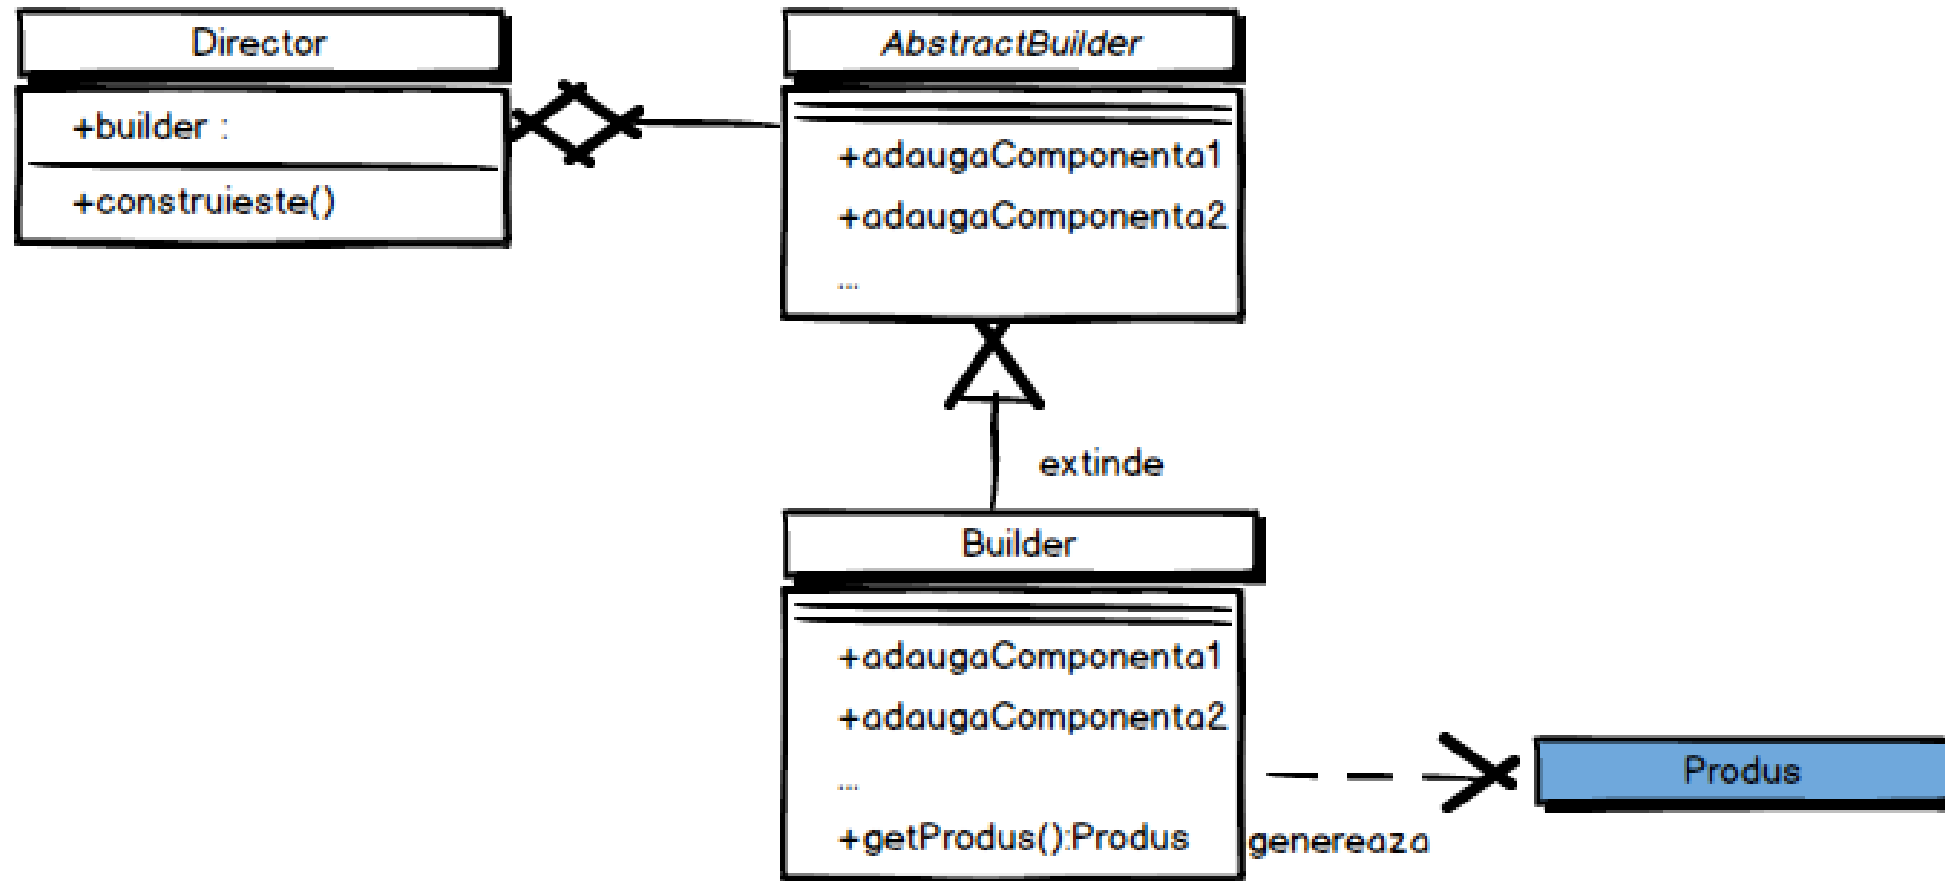 Director
+builder :
+construieste()
AbstractBuilder
+adaugaComponenta1
+adaugaComponenta2
...
extinde
Builder
+adaugaComponenta1
+adaugaComponenta2
...
+getProdus():Produs
genereaza
Produs